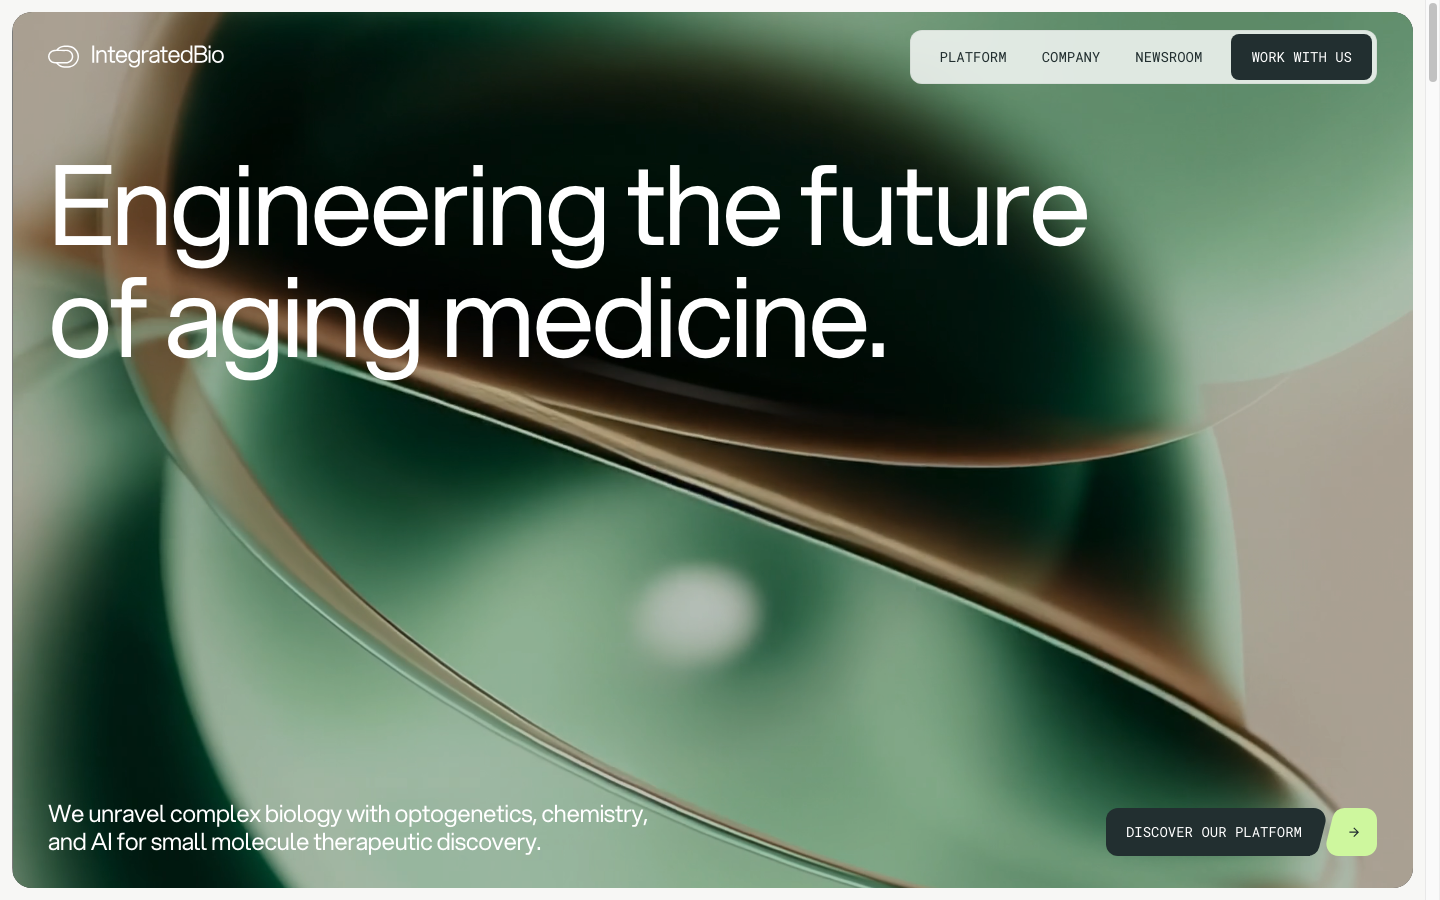 IntegratedBio
PLATFORM
COMPANY
NEWSROOM
WORK WITH US
Engineering the future
of aging medicine.
We unravel complex biology with optogenetics, chemistry,
and AI for small molecule therapeutic discovery.
DISCOVER OUR PLATFORM